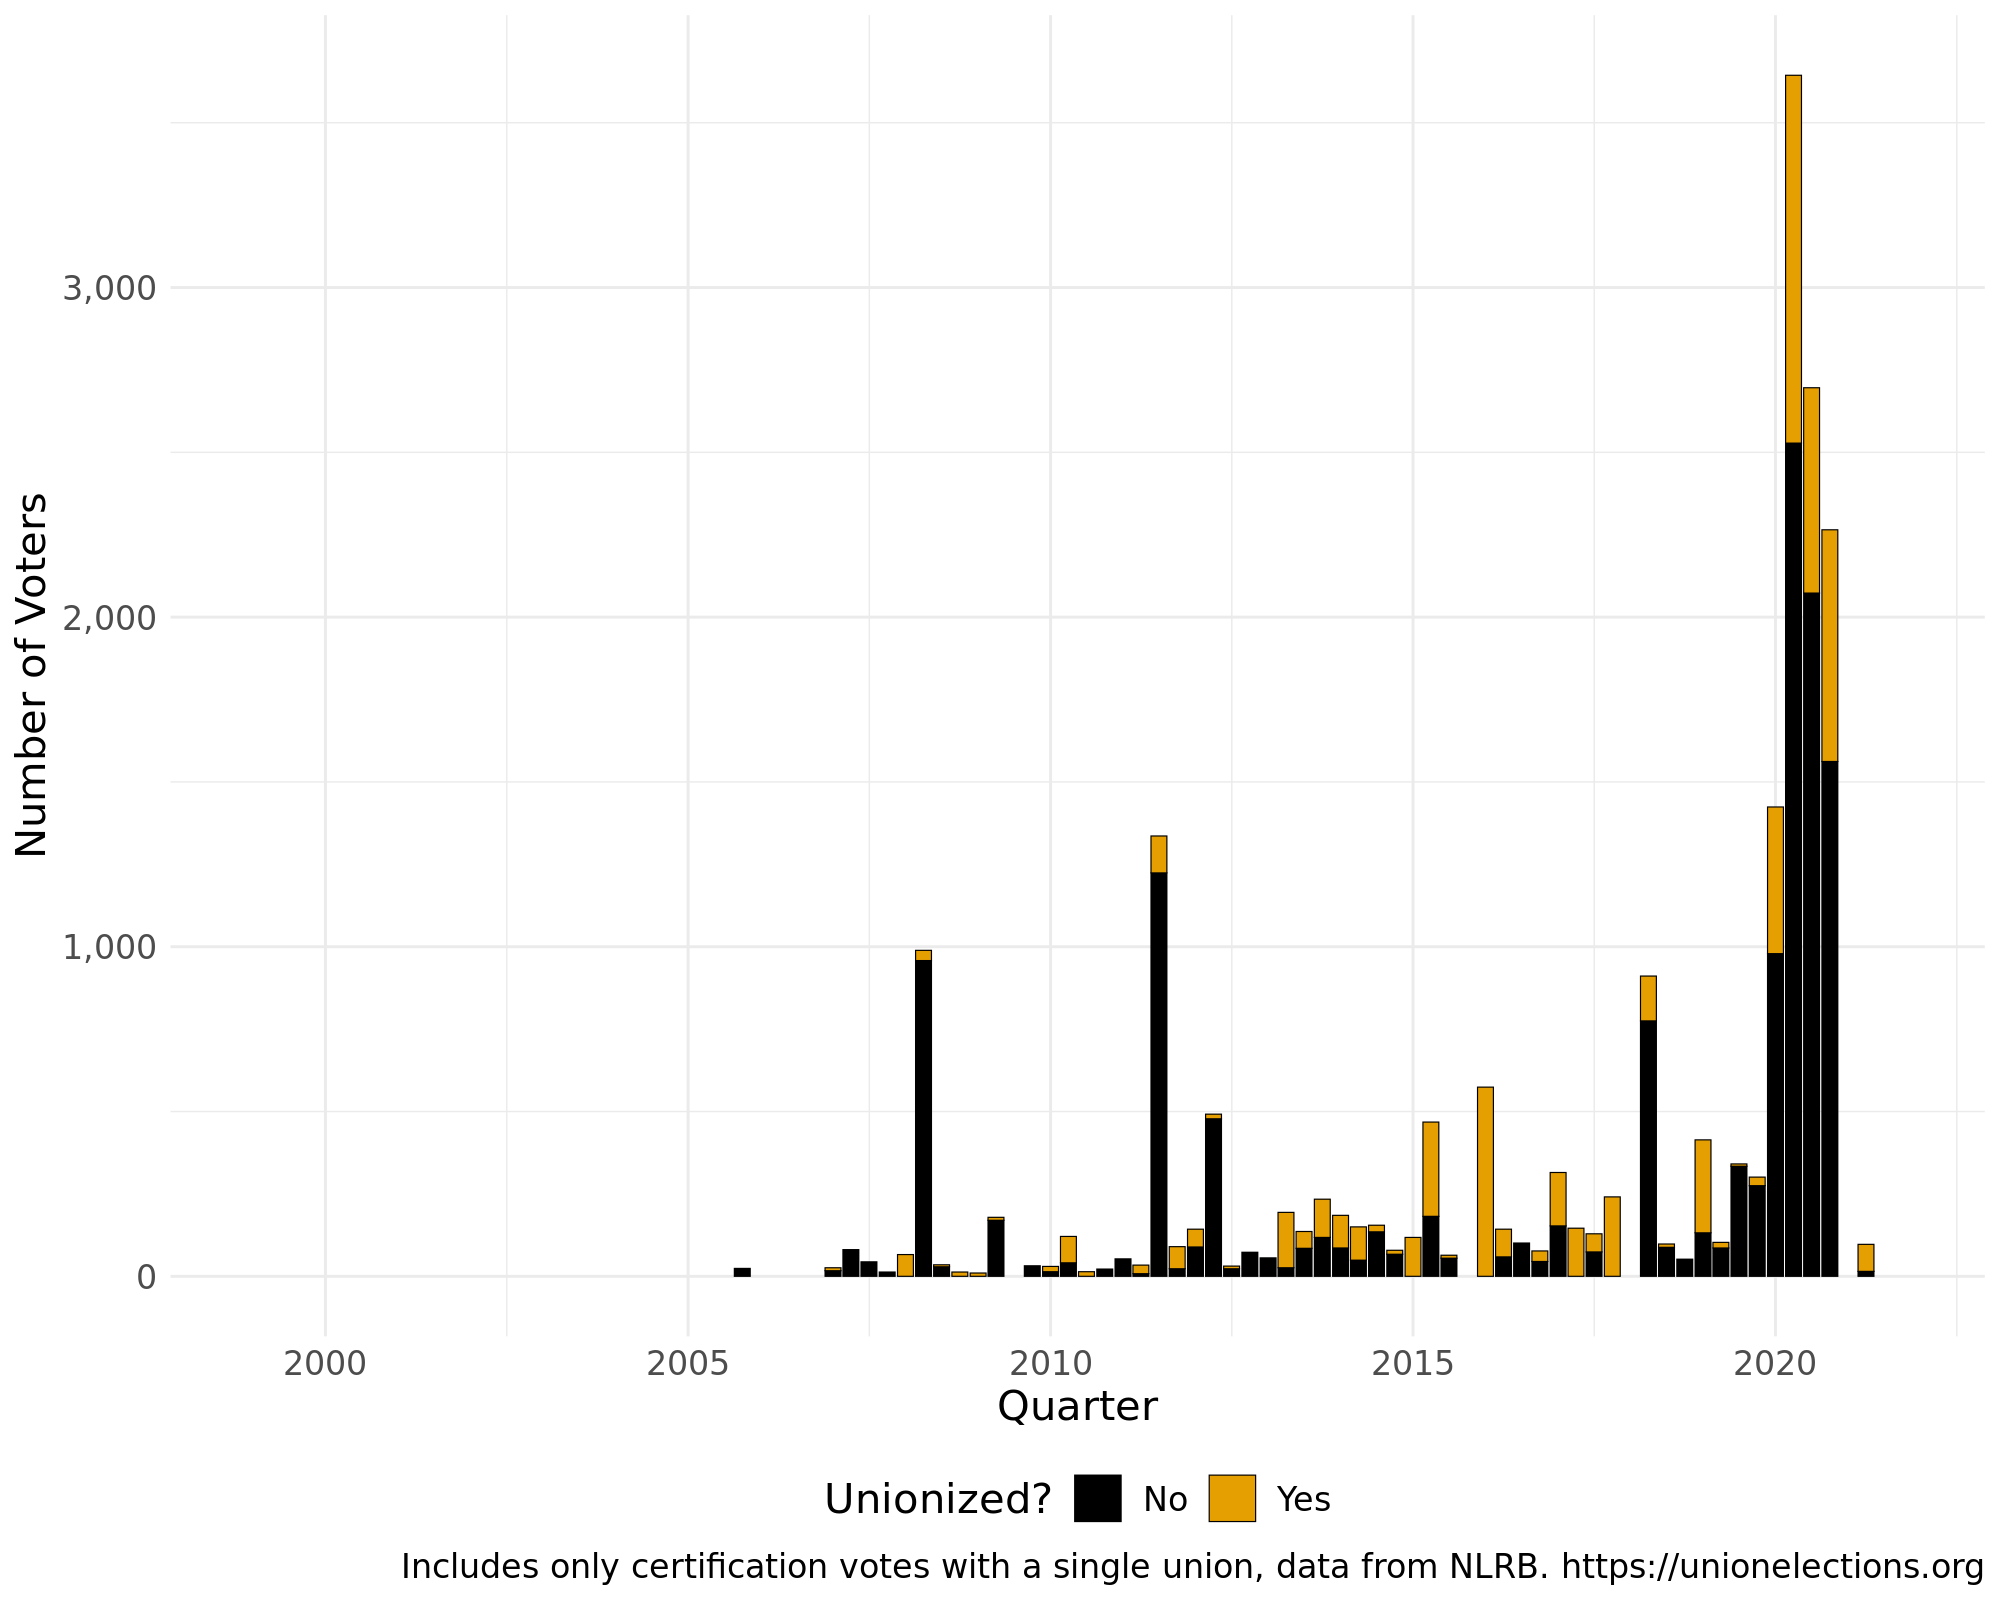 Number of Voters
3,000
2,000
1,000
0
2000 2005 2010 2015 2020
Quarter
Unionized? No Yes
Includes only certification votes with a single union, data from NLRB. https://unionelections.org